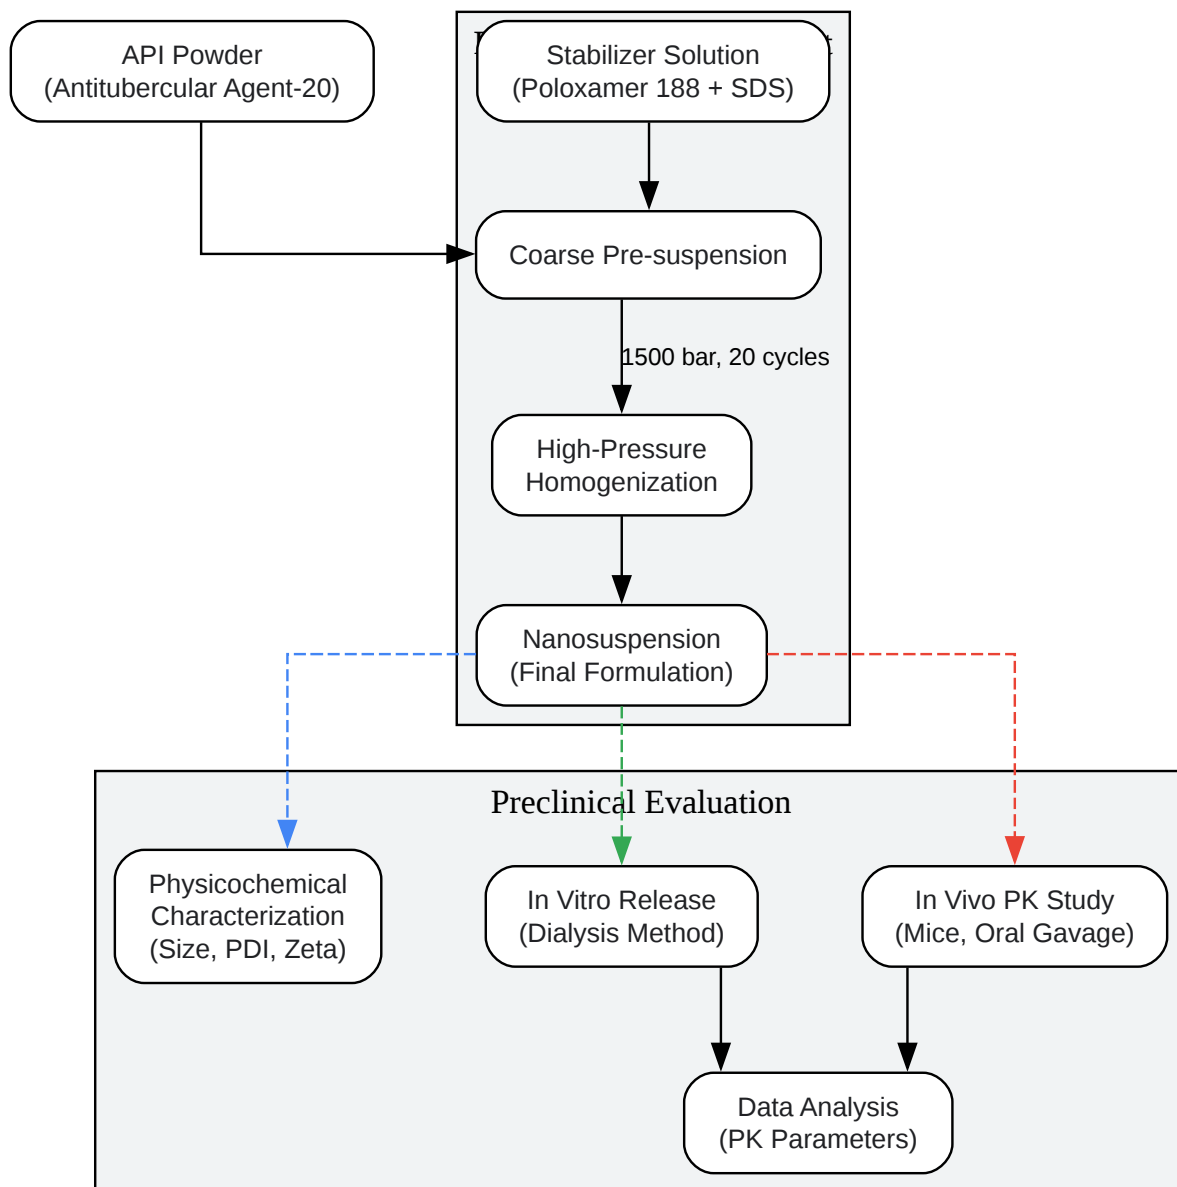 API Powder
(Antitubercular Agent-20)
Stabilizer Solution
(Poloxamer 188 + SDS)
Coarse Pre-suspension
1500 bar, 20 cycles
High-Pressure
Homogenization
Nanosuspension
(Final Formulation)
Preclinical Evaluation
Physicochemical
Characterization
(Size, PDI, Zeta)
In Vitro Release
(Dialysis Method)
In Vivo PK Study
(Mice, Oral Gavage)
Data Analysis
(PK Parameters)